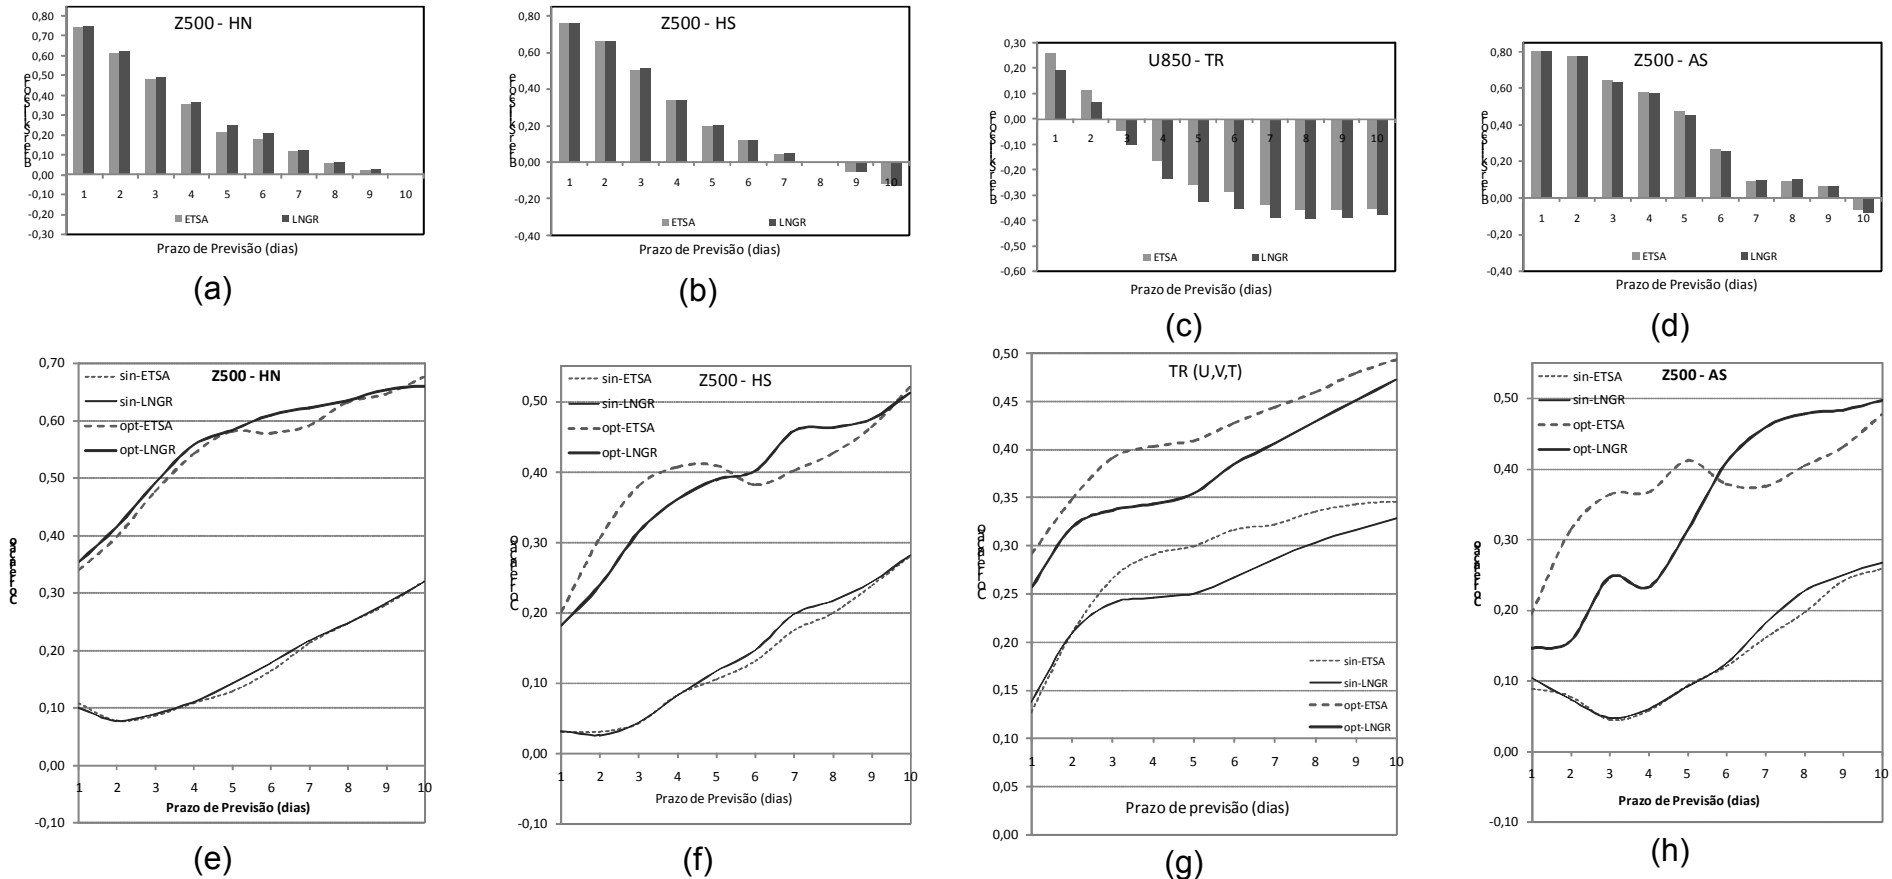 Z500 - HN
0,80
0,70
0,60
0,50
0,40
0,30
0,20
0,10
0,00
-0,10
-0,20
-0,30
1 2 3 4 5 6 7 8 9 10
ETSA LNGR
Prazo de Previsão (dias)
(a)
Z500 - HS
0,80
0,60
0,40
0,20
0,00
-0,20
-0,40
1 2 3 4 5 6 7 8 9 10
ETSA LNGR
Prazo de Previsão (dias)
(b)
U850 - TR
0,30
0,20
0,10
0,00
-0,10
-0,20
-0,30
-0,40
-0,50
-0,60
1 2 3 4 5 6 7 8 9 10
ETSA LNGR
Prazo de Previsão (dias)
(c)
Z500 - AS
0,80
0,60
0,40
0,20
0,00
-0,20
-0,40
1 2 3 4 5 6 7 8 9 10
ETSA LNGR
Prazo de Previsão (dias)
(d)
Z500 - HN
0,70
0,60
0,50
0,40
0,30
0,20
0,10
0,00
-0,10
sin-ETSA
sin-LNGR
opt-ETSA
opt-LNGR
1 2 3 4 5 6 7 8 9 10
Prazo de Previsão (dias)
(e)
Z500 - HS
0,50
0,40
0,30
0,20
0,10
0,00
-0,10
sin-ETSA
sin-LNGR
opt-ETSA
opt-LNGR
1 2 3 4 5 6 7 8 9 10
Prazo de Previsão (dias)
(f)
TR (U,V,T)
0,50
0,45
0,40
0,35
0,30
0,25
0,20
0,15
0,10
0,05
0,00
sin-ETSA
sin-LNGR
opt-ETSA
opt-LNGR
1 2 3 4 5 6 7 8 9 10
Prazo de previsão (dias)
(g)
Z500 - AS
0,50
0,40
0,30
0,20
0,10
0,00
-0,10
sin-ETSA
sin-LNGR
opt-ETSA
opt-LNGR
1 2 3 4 5 6 7 8 9 10
Prazo de Previsão (dias)
(h)